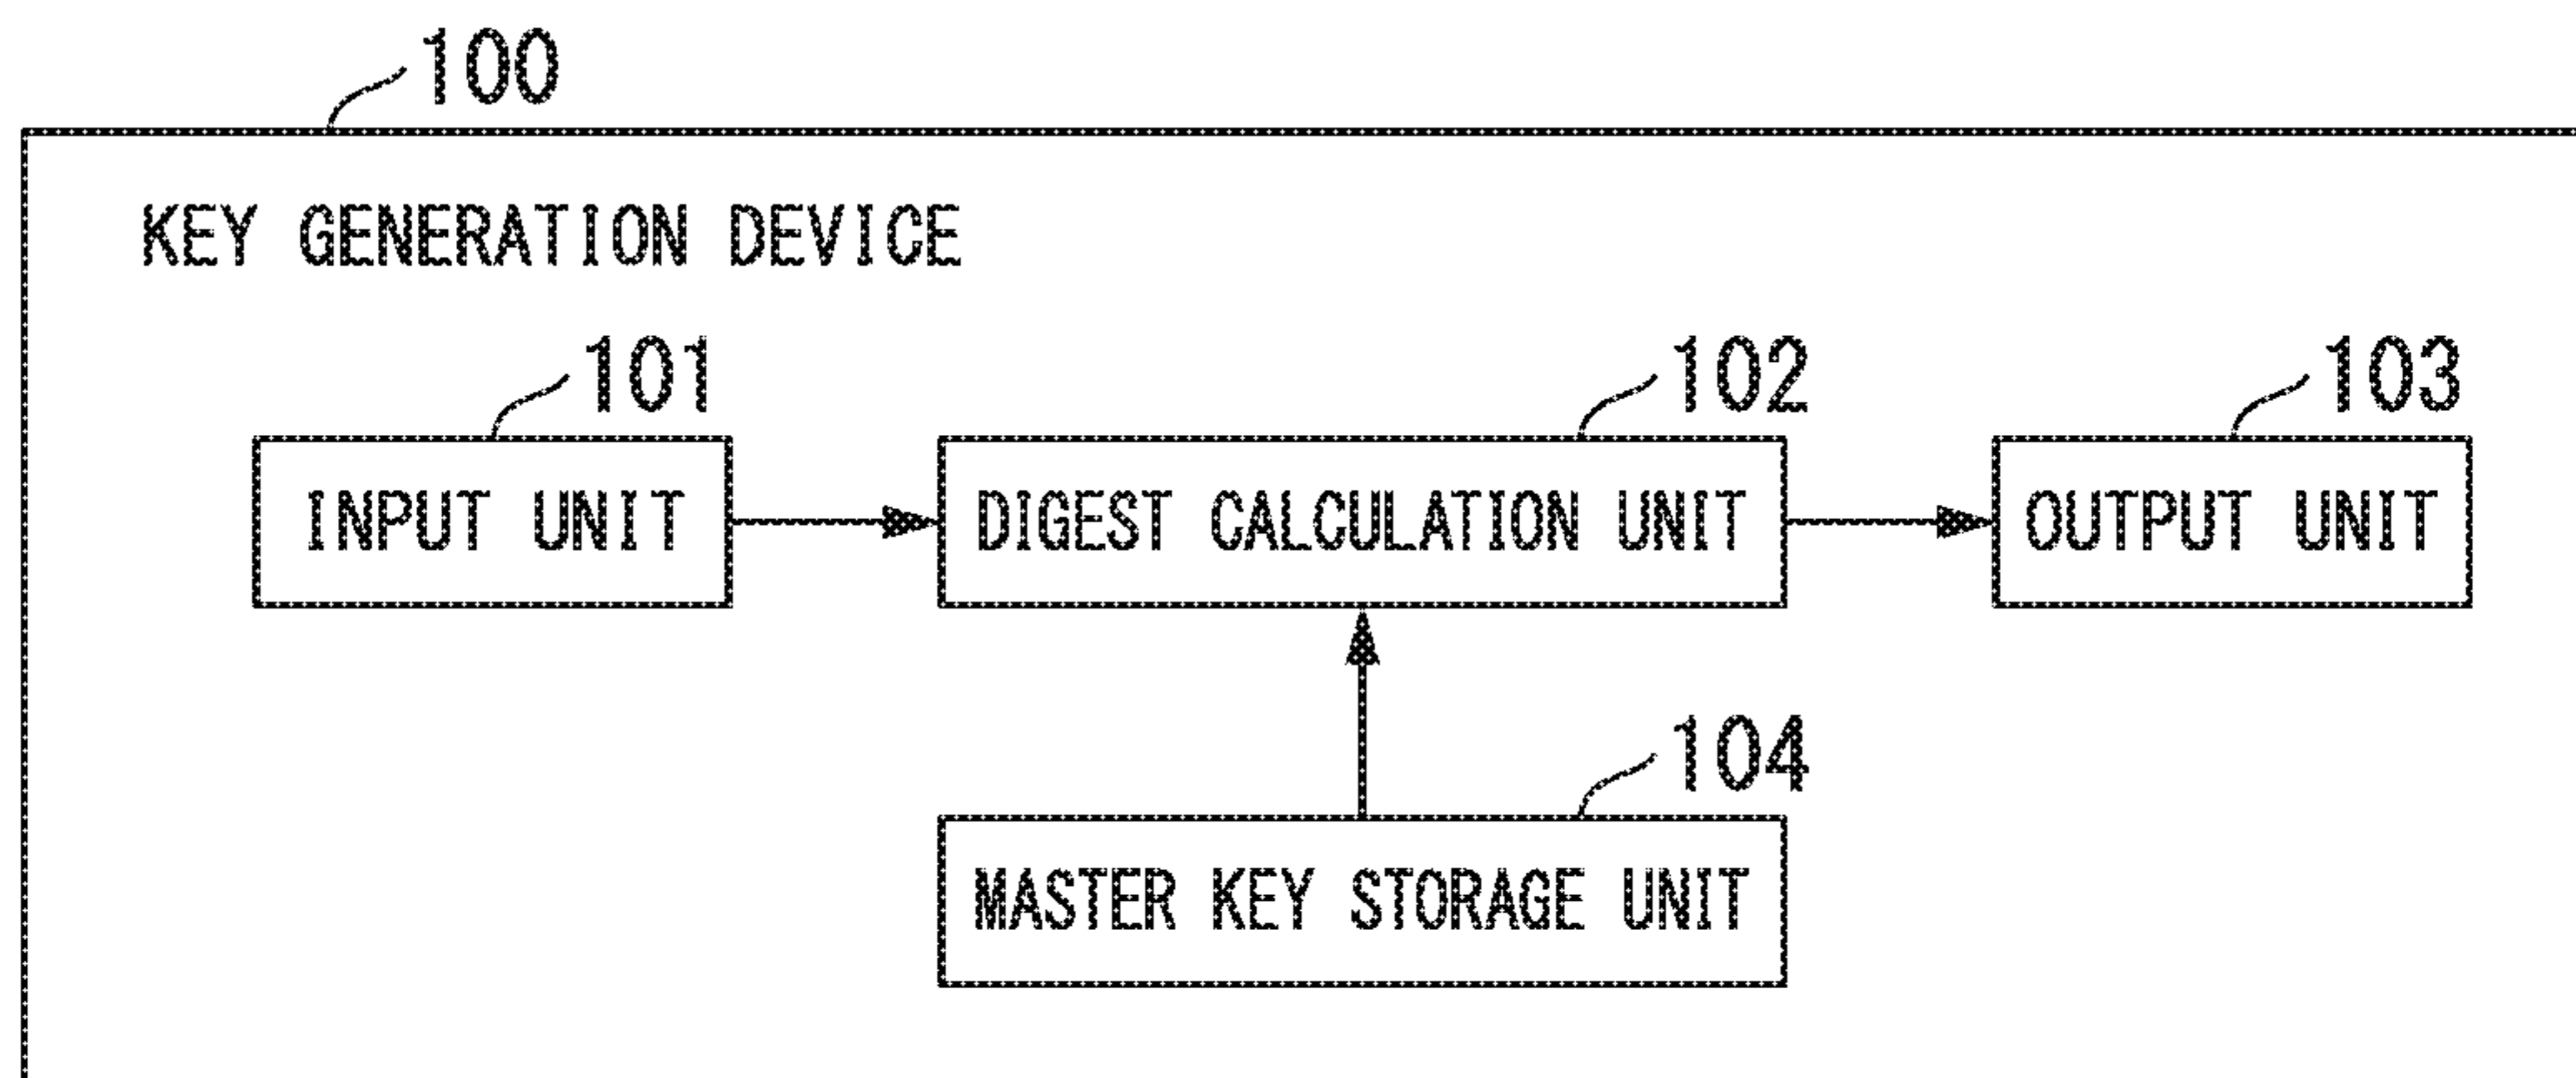 100
KEY GENERATION DEVICE
101
102
103
INPUT UNIT
DIGEST CALCULATION UNIT
OUTPUT UNIT
104
MASTER KEY STORAGE UNIT